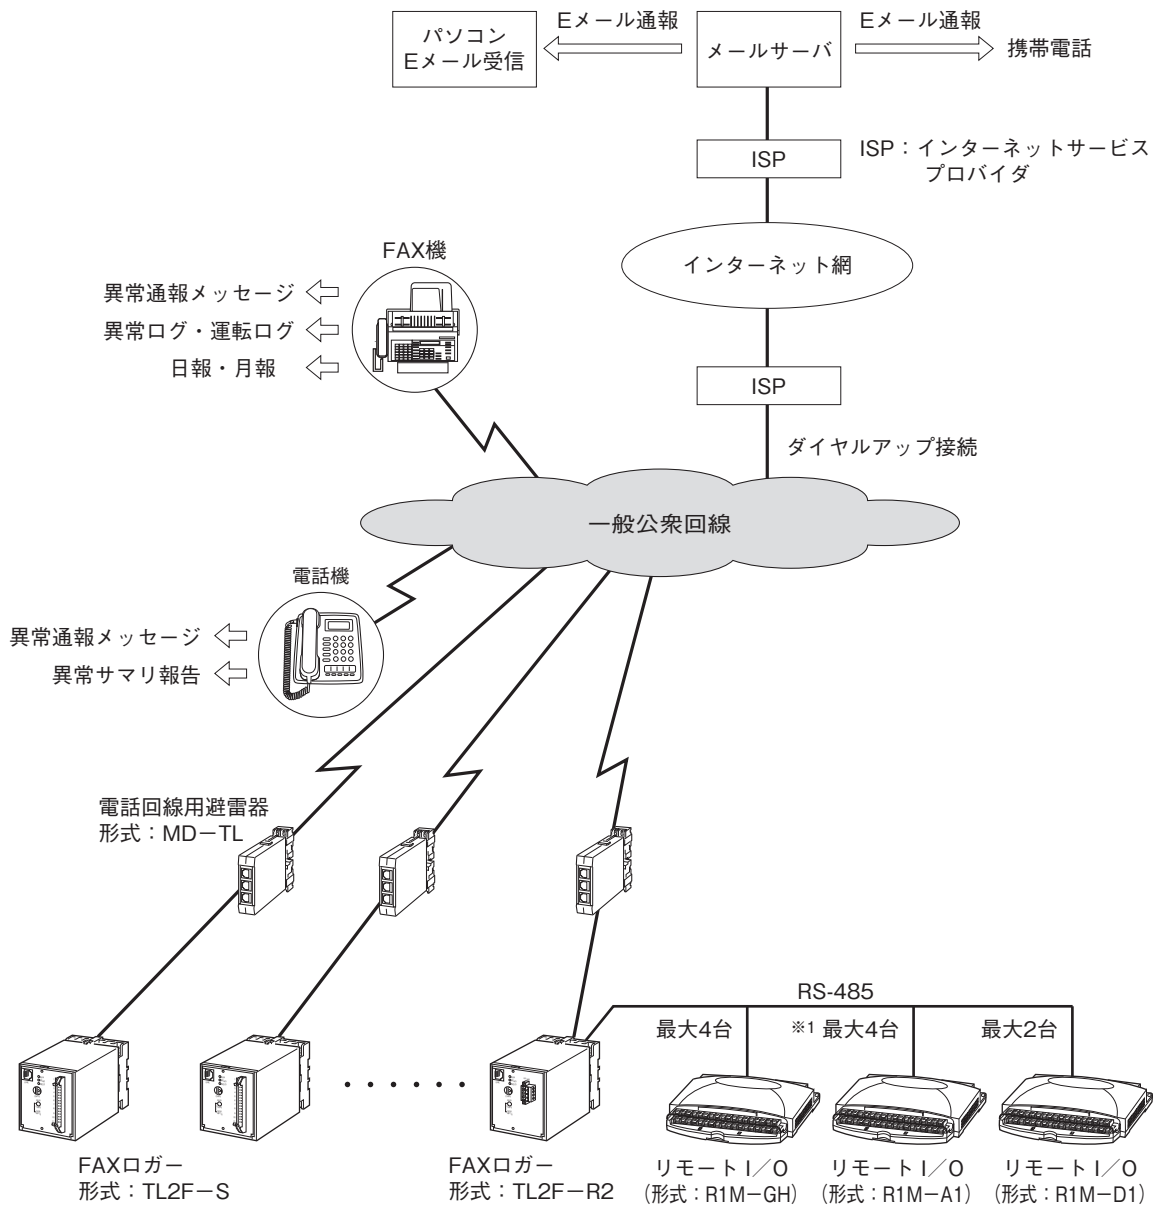 パソコン
Eメール受信
Eメール通報
メールサーバ
Eメール通報
携帯電話
ISP
ISP：インターネットサービス
プロバイダ
インターネット網
FAX機
異常通報メッセージ
異常ログ・運転ログ
日報・月報
ISP
ダイヤルアップ接続
一般公衆回線
電話機
異常通報メッセージ
異常サマリ報告
電話回線用避雷器
形式：MD－TL
RS-485
最大4台
※1 最大4台
最大2台
FAXロガー
形式：TL2F－S
FAXロガー
形式：TL2F－R2
リモート I／O
（形式：R1M－GH）
リモート I／O
（形式：R1M－A1）
リモート I／O
（形式：R1M－D1）